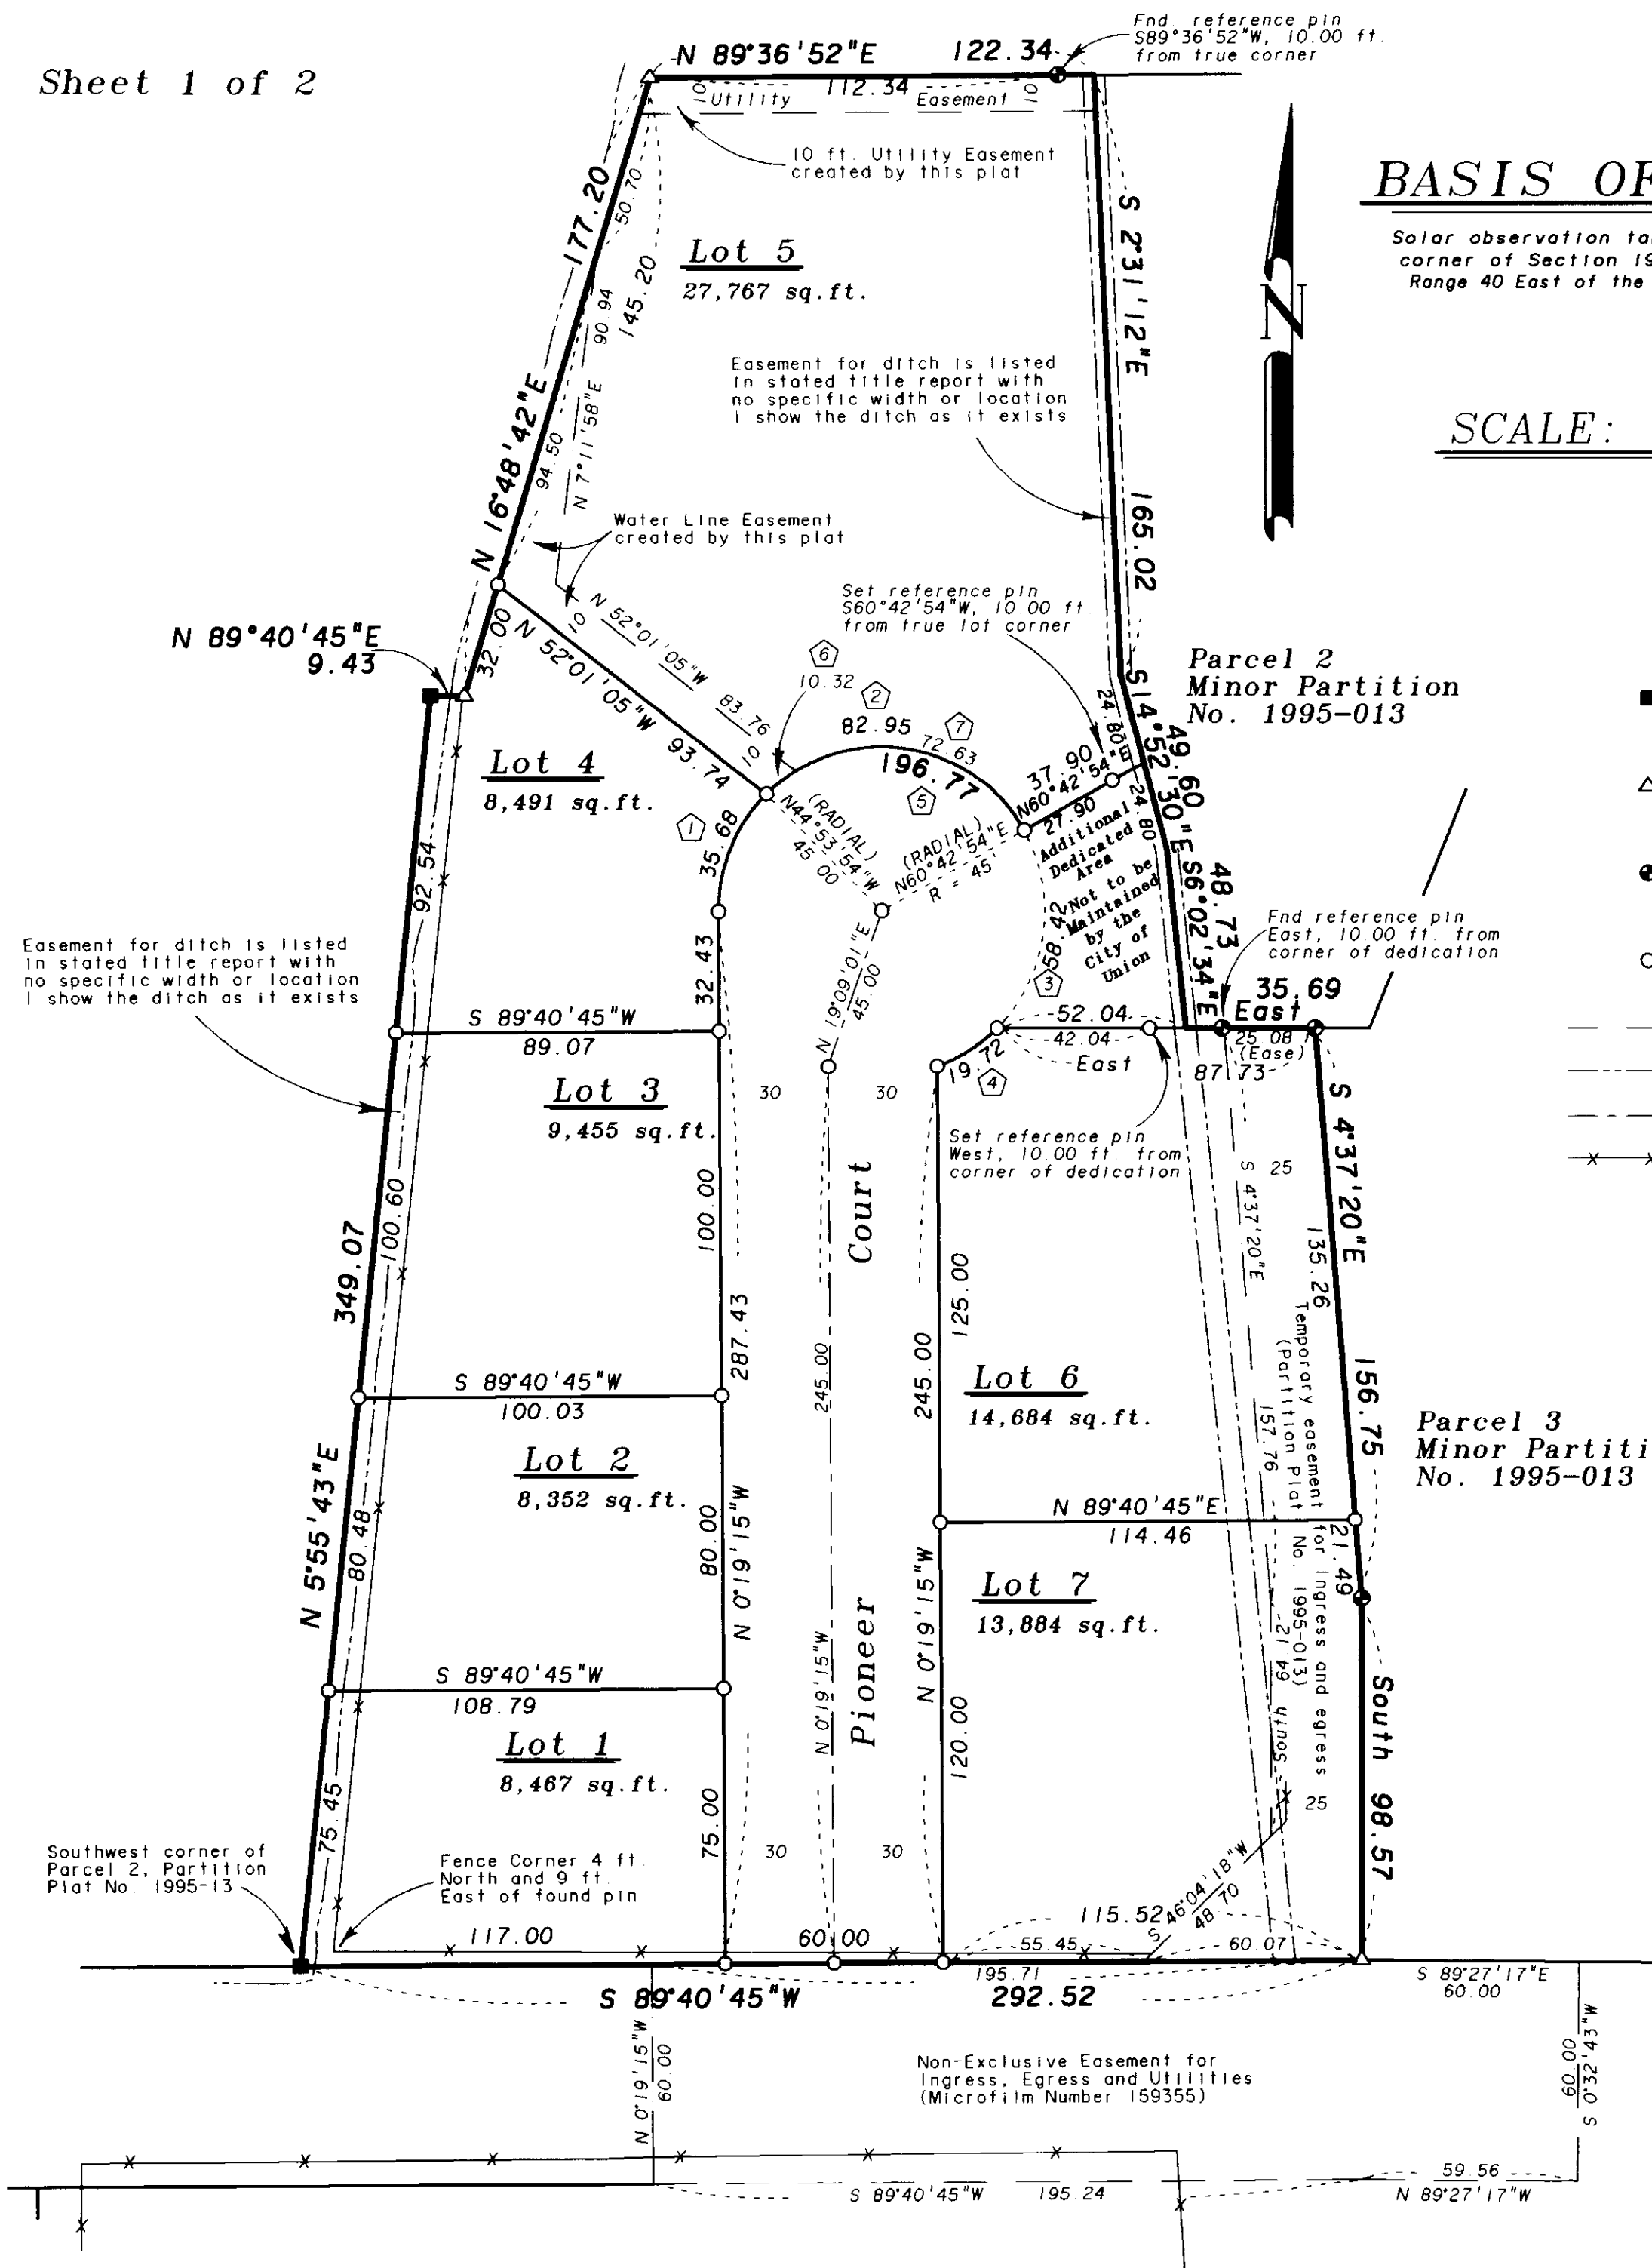 Sheet 1 of 2
N 89°36'52"E 122.34
Fnd. reference pin
S89°36'52"W, 10.00 ft.
from true corner
112.34
10
Utility Easement
10
10 ft. Utility Easement
created by this plat
BASIS OF
Solar observation ta
corner of Section 19
Range 40 East of the
SCALE:
N
N 16°48'42"E 177.20
50.70
145.20
90.94
N 7°11'58"E
94.50
Lot 5
27,767 sq.ft.
S 2°31'12"E 165.02
Easement for ditch is listed
in stated title report with
no specific width or location
I show the ditch as it exists
Water Line Easement
created by this plat
10
N 52°01'05"W 83.76
10
N 52°01'05"W 93.74
Set reference pin
S60°42'54"W, 10.00 ft.
from true lot corner
N 89°40'45"E
9.43
32.00
6
10.32
2
82.95
7
72.63
196.77
5
37.90
N60°42'54"E
27.90
24.80
24.80
S14°52'30"E
49.60
Parcel 2
Minor Partition
No. 1995-013
Lot 4
8,491 sq.ft.
1
35.68
(RADIAL)
N44°53'54"W
45.00
(RADIAL)
N60°42'54"E
R = 45'
Additional
Dedicated
Area
Not to be
Maintained
by the
City of
Union
58.42
3
S6°02'34"E
48.73
Fnd reference pin
East, 10.00 ft. from
corner of dedication
92.54
32.43
N 19°09'01"E
45.00
35.69
East
25.08
(Ease)
52.04
42.04
East
87.73
19.72
4
Easement for ditch is listed
in stated title report with
no specific width or location
I show the ditch as it exists
S 89°40'45"W
89.07
Lot 3
9,455 sq.ft.
30
30
Set reference pin
West, 10.00 ft. from
corner of dedication
S 4°37'20"E
25
S 4°37'20"E 156.75
135.26
100.60
100.00
287.43
Pioneer Court
245.00
125.00
245.00
157.76
Temporary easement for ingress and egress
(Partition Plat No. 1995-013)
N 5°55'43"E 349.07
S 89°40'45"W
100.03
Lot 6
14,684 sq.ft.
Parcel 3
Minor Partiti
No. 1995-013
Lot 2
8,352 sq.ft.
80.48
80.00
N 0°19'15"W
N 0°19'15"W
N 0°19'15"W
N 89°40'45"E
114.46
21.49
Lot 7
13,884 sq.ft.
South 21.49
S 89°40'45"W
108.79
Lot 1
8,467 sq.ft.
75.45
75.00
120.00
South 98.57
25
30
30
Southwest corner of
Parcel 2, Partition
Plat No. 1995-13
Fence Corner 4 ft.
North and 9 ft.
East of found pin
S 46°04'18"W
48.70
117.00
60.00
115.52
55.45
60.07
195.71
S 89°40'45"W 292.52
S 89°27'17"E
60.00
N 0°19'15"W
60.00
Non-Exclusive Easement for
Ingress, Egress and Utilities
(Microfilm Number 159355)
60.00
S 0°32'43"W
S 89°40'45"W 195.24
59.56
N 89°27'17"W